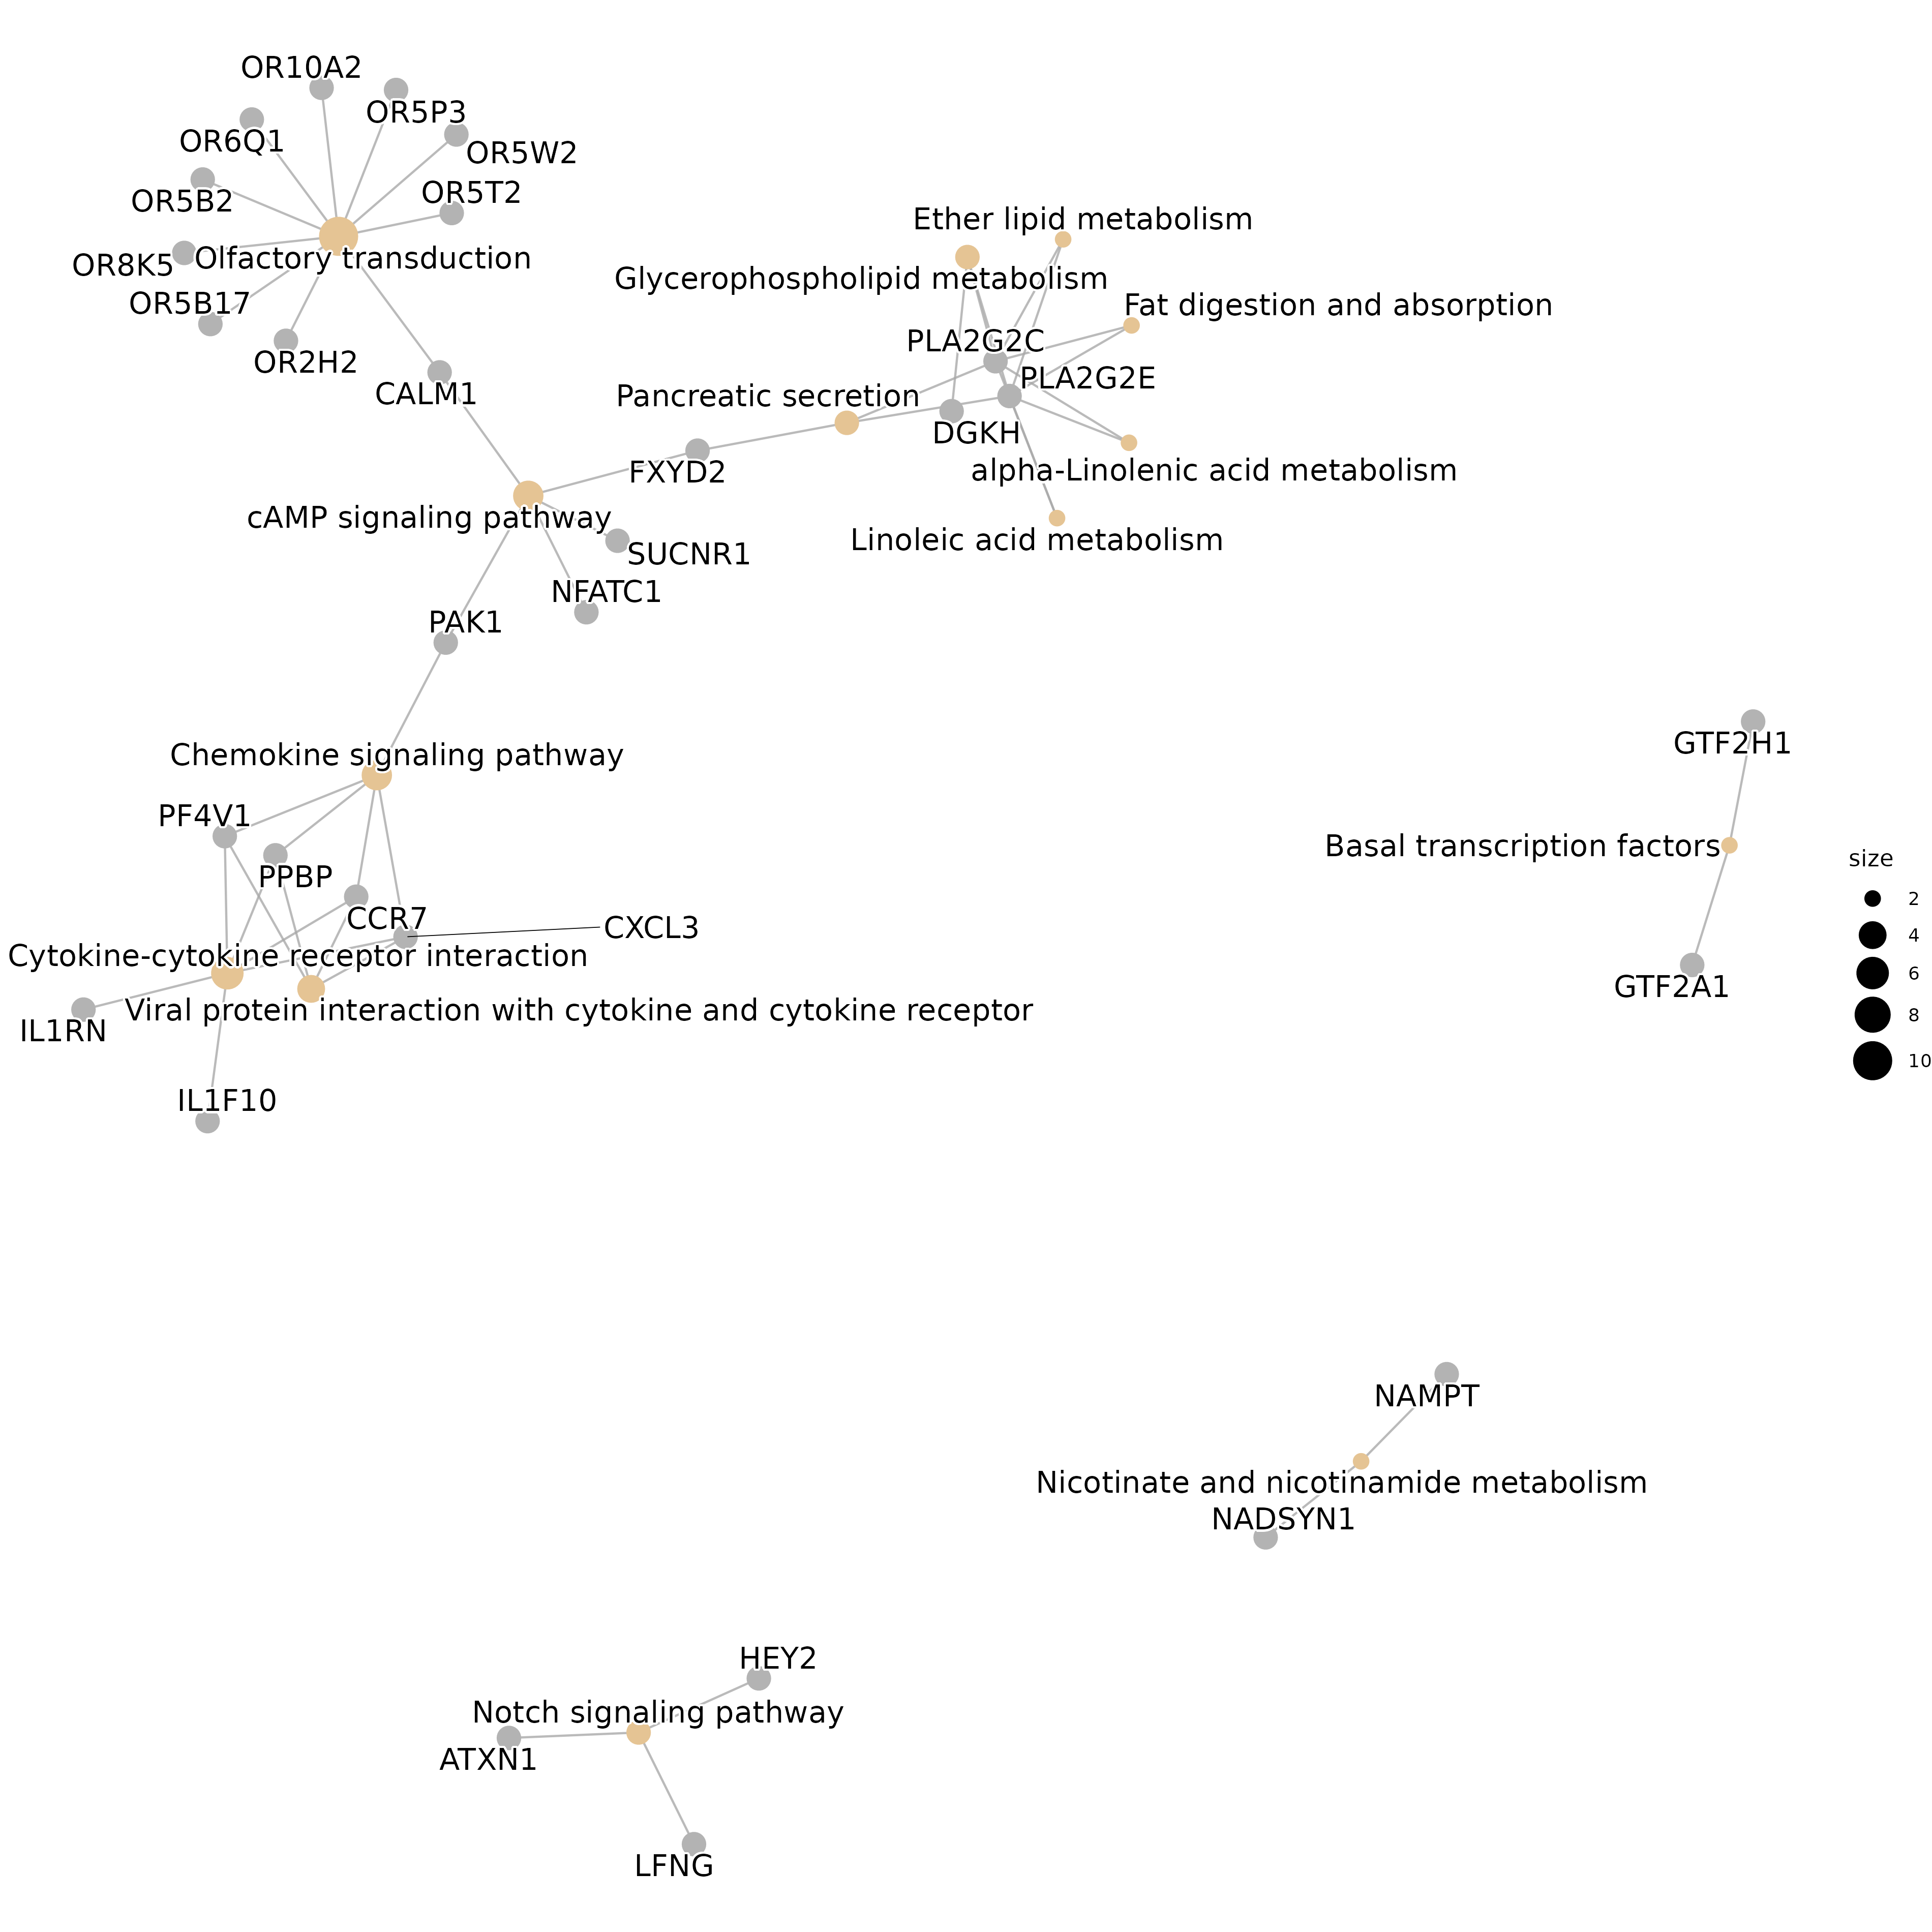 OR10A2
OR5P3
OR6Q1
OR5W2
OR5T2
OR5B2
Ether lipid metabolism
OR8K5
Olfactory transduction
Glycerophospholipid metabolism
OR5B17
Fat digestion and absorption
PLA2G2C
OR2H2
PLA2G2E
CALM1
Pancreatic secretion
DGKH
FXYD2
alpha-Linolenic acid metabolism
cAMP signaling pathway
Linoleic acid metabolism
SUCNR1
NFATC1
PAK1
GTF2H1
Chemokine signaling pathway
PF4V1
Basal transcription factors
size
PPBP
2
CCR7
CXCL3
4
Cytokine-cytokine receptor interaction
6
GTF2A1
Viral protein interaction with cytokine and cytokine receptor
8
IL1RN
10
IL1F10
NAMPT
Nicotinate and nicotinamide metabolism
NADSYN1
HEY2
Notch signaling pathway
ATXN1
LFNG